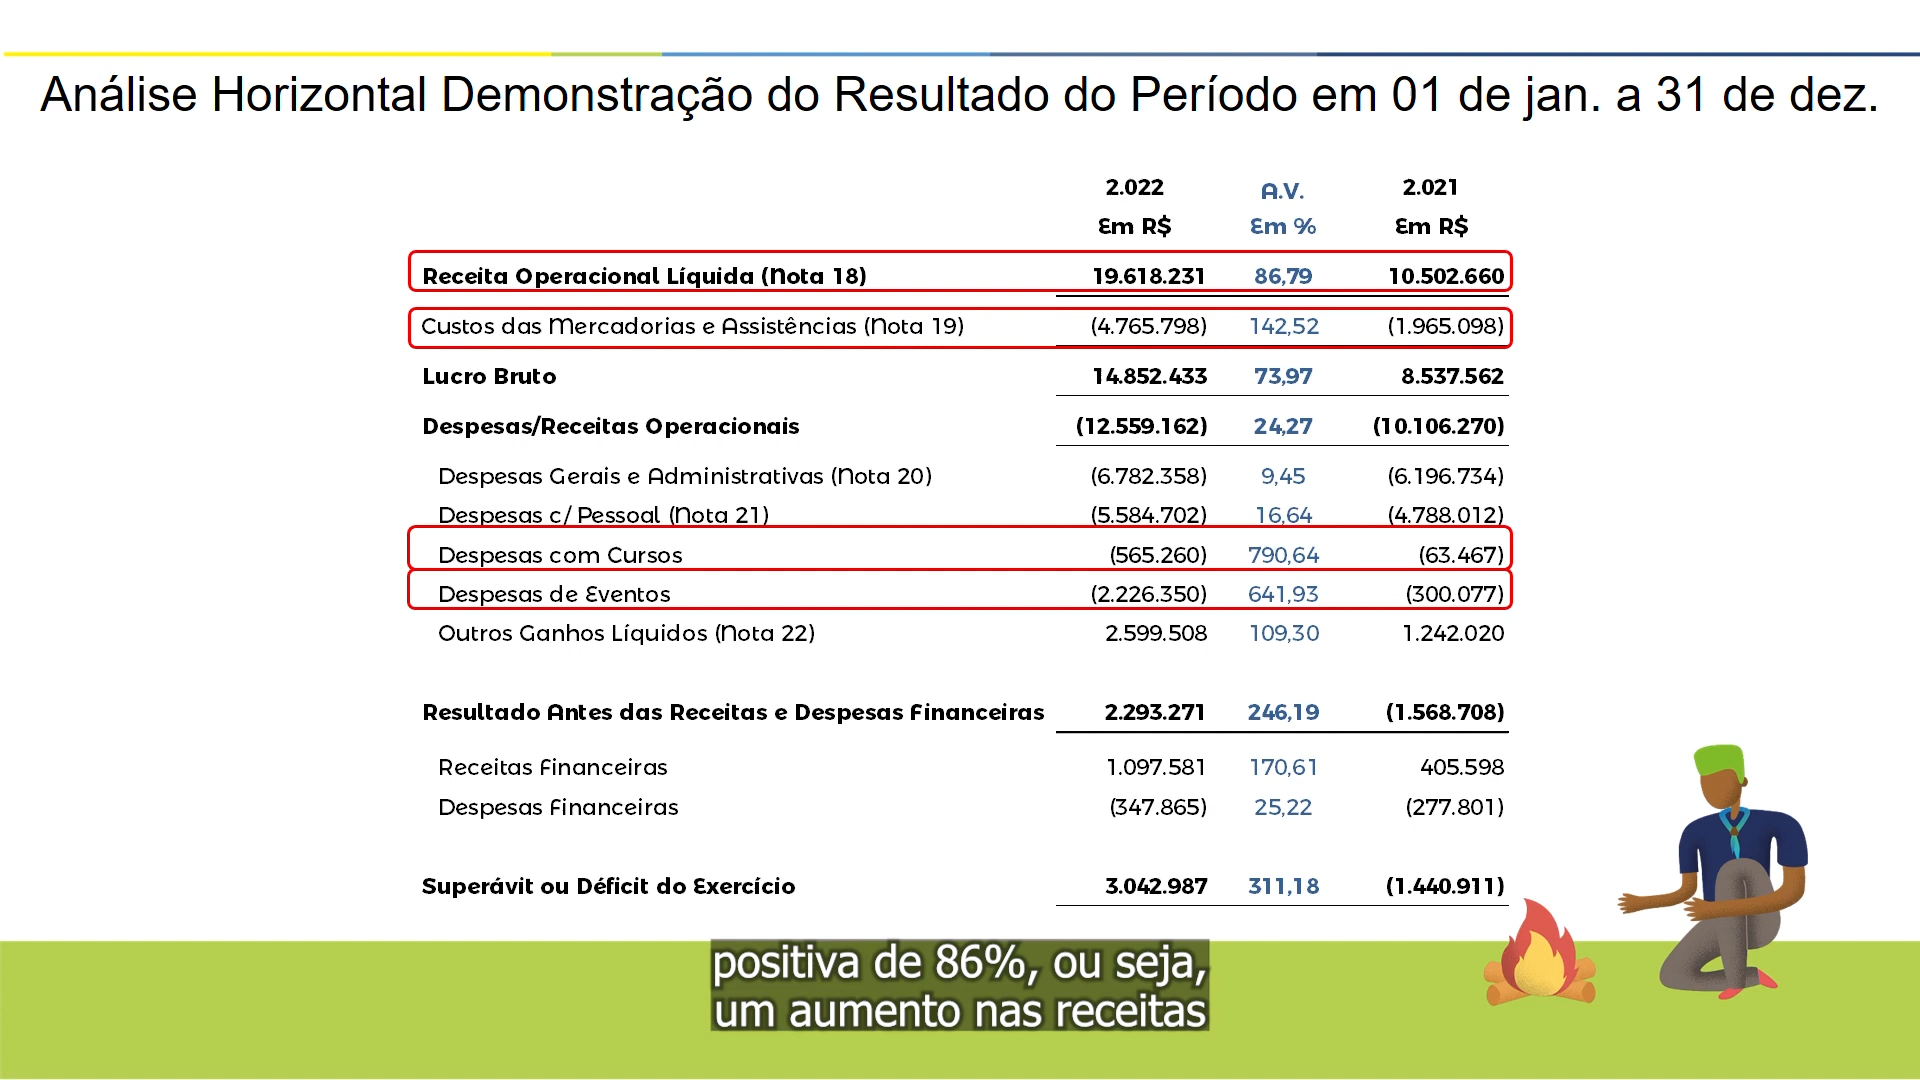 Análise Horizontal Demonstração do Resultado do Período em 01 de jan. a 31 de dez.
2.022 A.V. 2.021
Em R$ Em % Em R$
Receita Operacional Líquida (Nota 18) 19.618.231 86,79 10.502.660
Custos das Mercadorias e Assistências (Nota 19) (4.765.798) 142,52 (1.965.098)
Lucro Bruto 14.852.433 73,97 8.537.562
Despesas/Receitas Operacionais (12.559.162) 24,27 (10.106.270)
Despesas Gerais e Administrativas (Nota 20) (6.782.358) 9,45 (6.196.734)
Despesas c/ Pessoal (Nota 21) (5.584.702) 16,64 (4.788.012)
Despesas com Cursos (565.260) 790,64 (63.467)
Despesas de Eventos (2.226.350) 641,93 (300.077)
Outros Ganhos Líquidos (Nota 22) 2.599.508 109,30 1.242.020
Resultado Antes das Receitas e Despesas Financeiras 2.293.271 246,19 (1.568.708)
Receitas Financeiras 1.097.581 170,61 405.598
Despesas Financeiras (347.865) 25,22 (277.801)
Superávit ou Déficit do Exercício 3.042.987 311,18 (1.440.911)
positiva de 86%, ou seja,
um aumento nas receitas